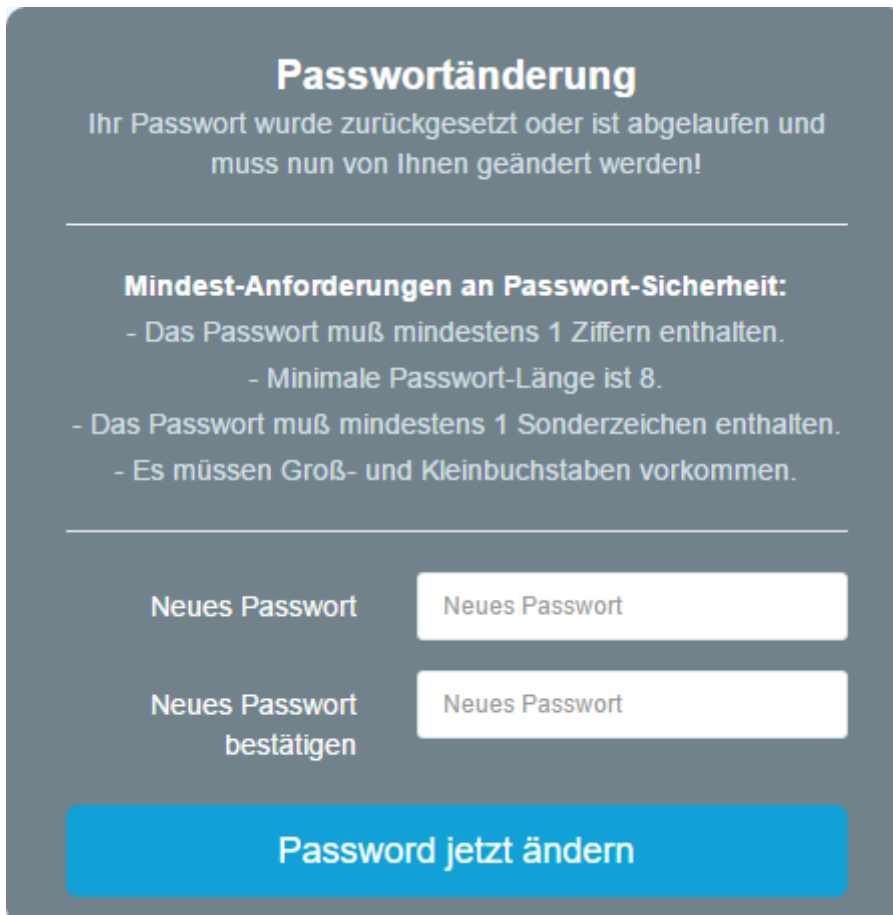 Passwortänderung
Ihr Passwort wurde zurückgesetzt oder ist abgelaufen und
muss nun von Ihnen geändert werden!
Mindest-Anforderungen an Passwort-Sicherheit:
- Das Passwort muß mindestens 1 Ziffern enthalten.
- Minimale Passwort-Länge ist 8.
- Das Passwort muß mindestens 1 Sonderzeichen enthalten.
- Es müssen Groß- und Kleinbuchstaben vorkommen.
Neues Passwort
Neues Passwort
Neues Passwort
bestätigen
Neues Passwort
Password jetzt ändern